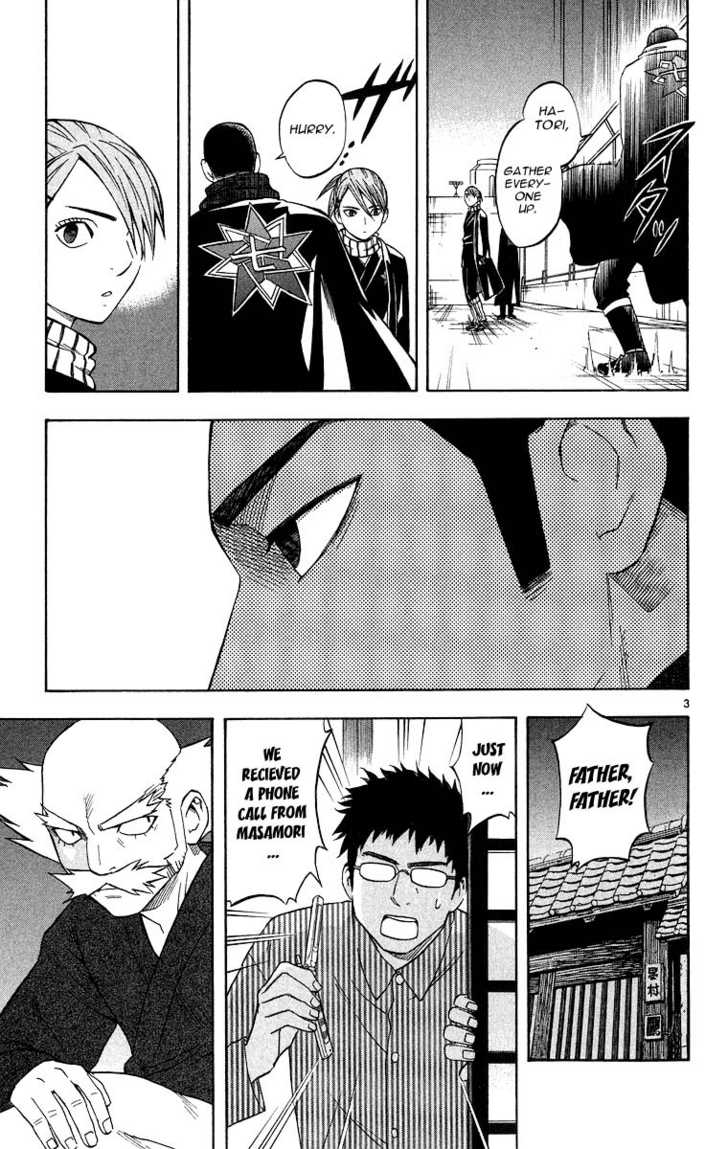 HA-
TORI,
GATHER
EVERY-
ONE
UP.
HURRY.
3
FATHER,
FATHER!
JUST
NOW
...
WE
RECIEVED
A PHONE
CALL FROM
MASAMORI
...